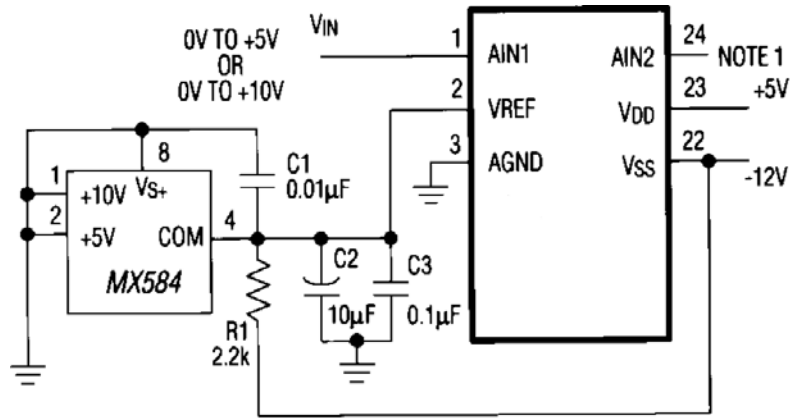 0V TO +5V
OR
0V TO +10V
VIN
1
AIN1
2
VREF
3
AGND
AIN2
24
NOTE 1
VDD
23
+5V
VSS
22
-12V
8
VS+
1
+10V
2
+5V
COM
4
MX584
C1
0.01µF
R1
2.2k
C2
10µF
C3
0.1µF